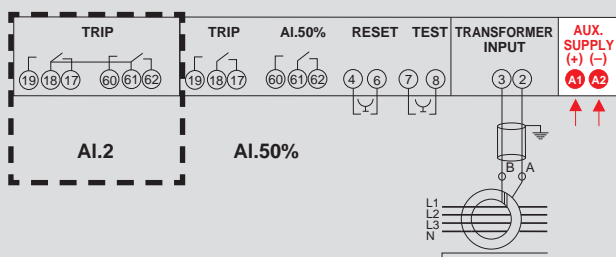 TRIP TRIP Al.50% RESET TEST TRANSFORMER INPUT AUX. SUPPLY
(+) (–)
19 18 17 60 61 62 19 18 17 60 61 62 4 6 7 8 3 2 A1 A2
Al.2 Al.50%
B A
L1
L2
L3
N